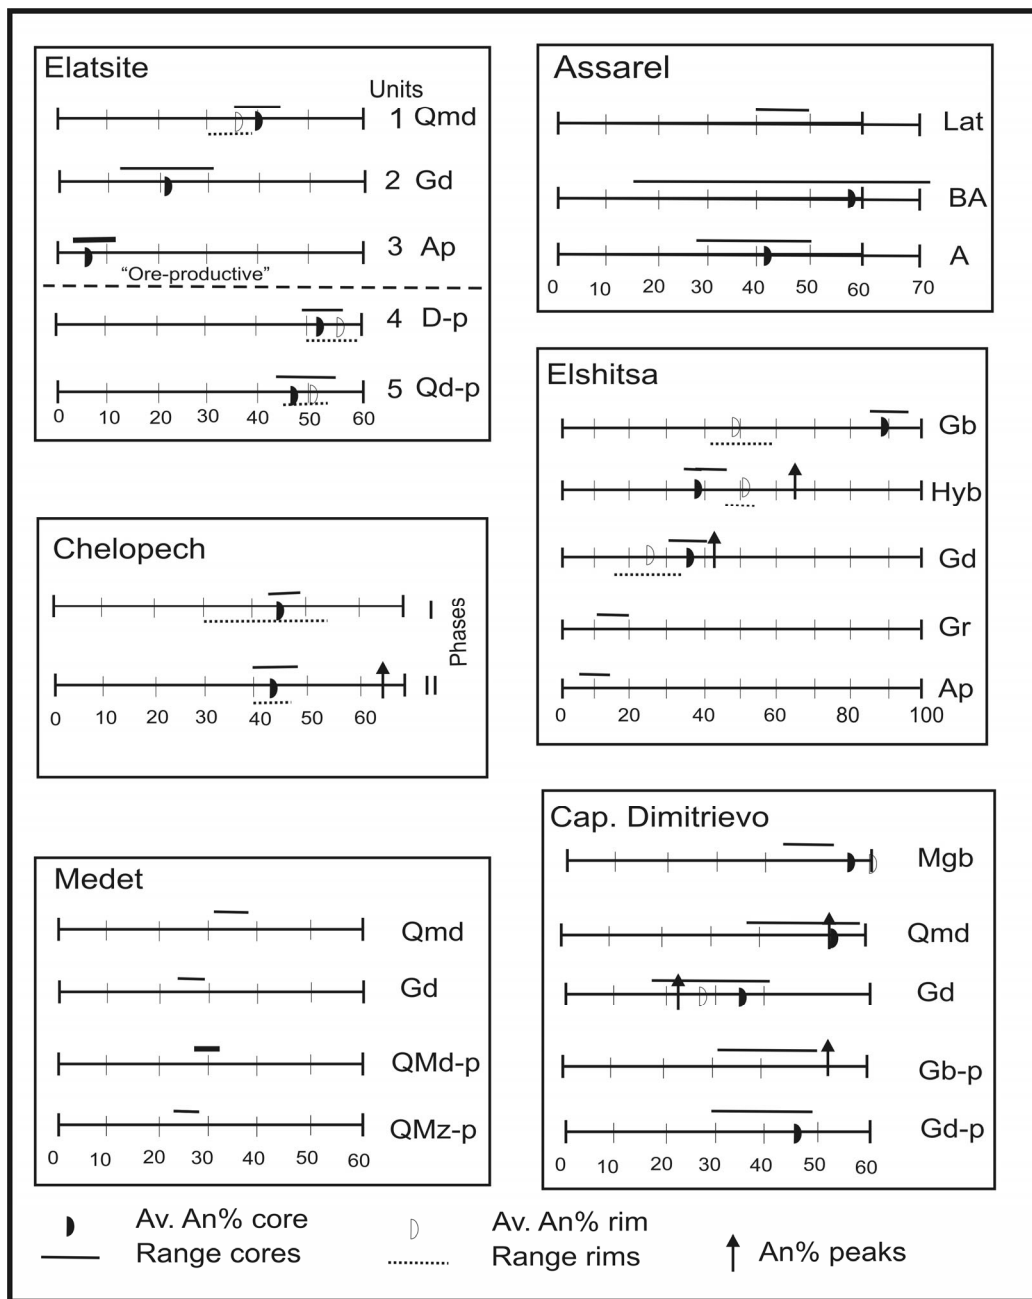 Elatsite
Units
1 Qmd
2 Gd
3 Ap
"Ore-productive"
4 D-p
5 Qd-p
0 10 20 30 40 50 60
Assarel
Lat
BA
A
0 10 20 30 40 50 60 70
Elshitsa
Gb
Hyb
Gd
Gr
Ap
0 20 40 60 80 100
Chelopech
I
II
Phases
0 10 20 30 40 50 60
Cap. Dimitrievo
Mgb
Qmd
Gd
Gb-p
Gd-p
0 10 20 30 40 50 60
Medet
Qmd
Gd
QMd-p
QMz-p
0 10 20 30 40 50 60
Av. An% core
Range cores
Av. An% rim
Range rims
An% peaks